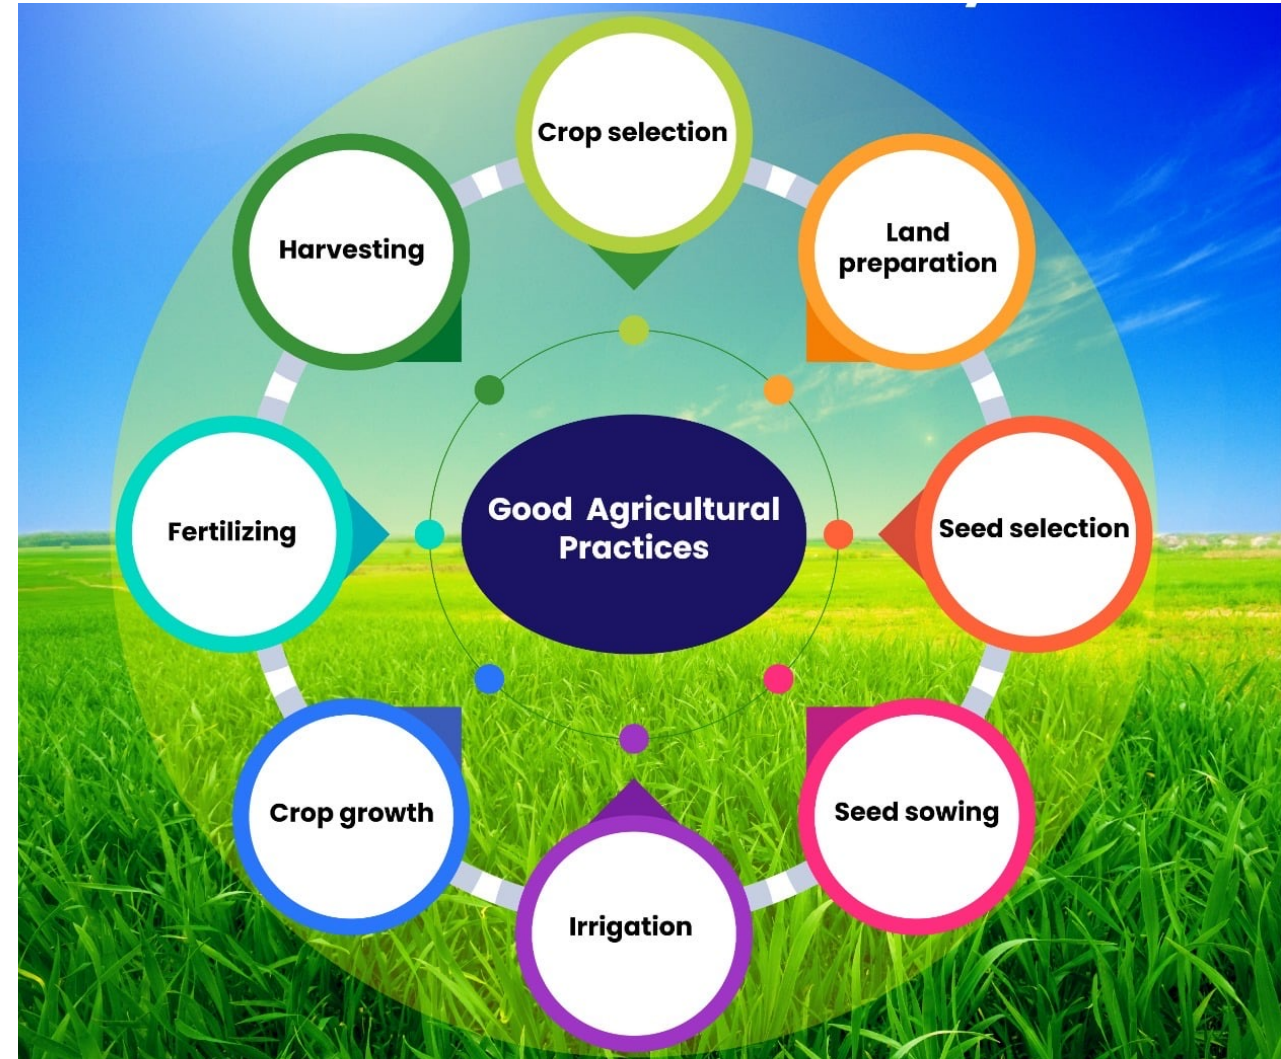 Crop selection
Land
preparation
Seed selection
Seed sowing
Irrigation
Crop growth
Fertilizing
Harvesting
Good Agricultural
Practices